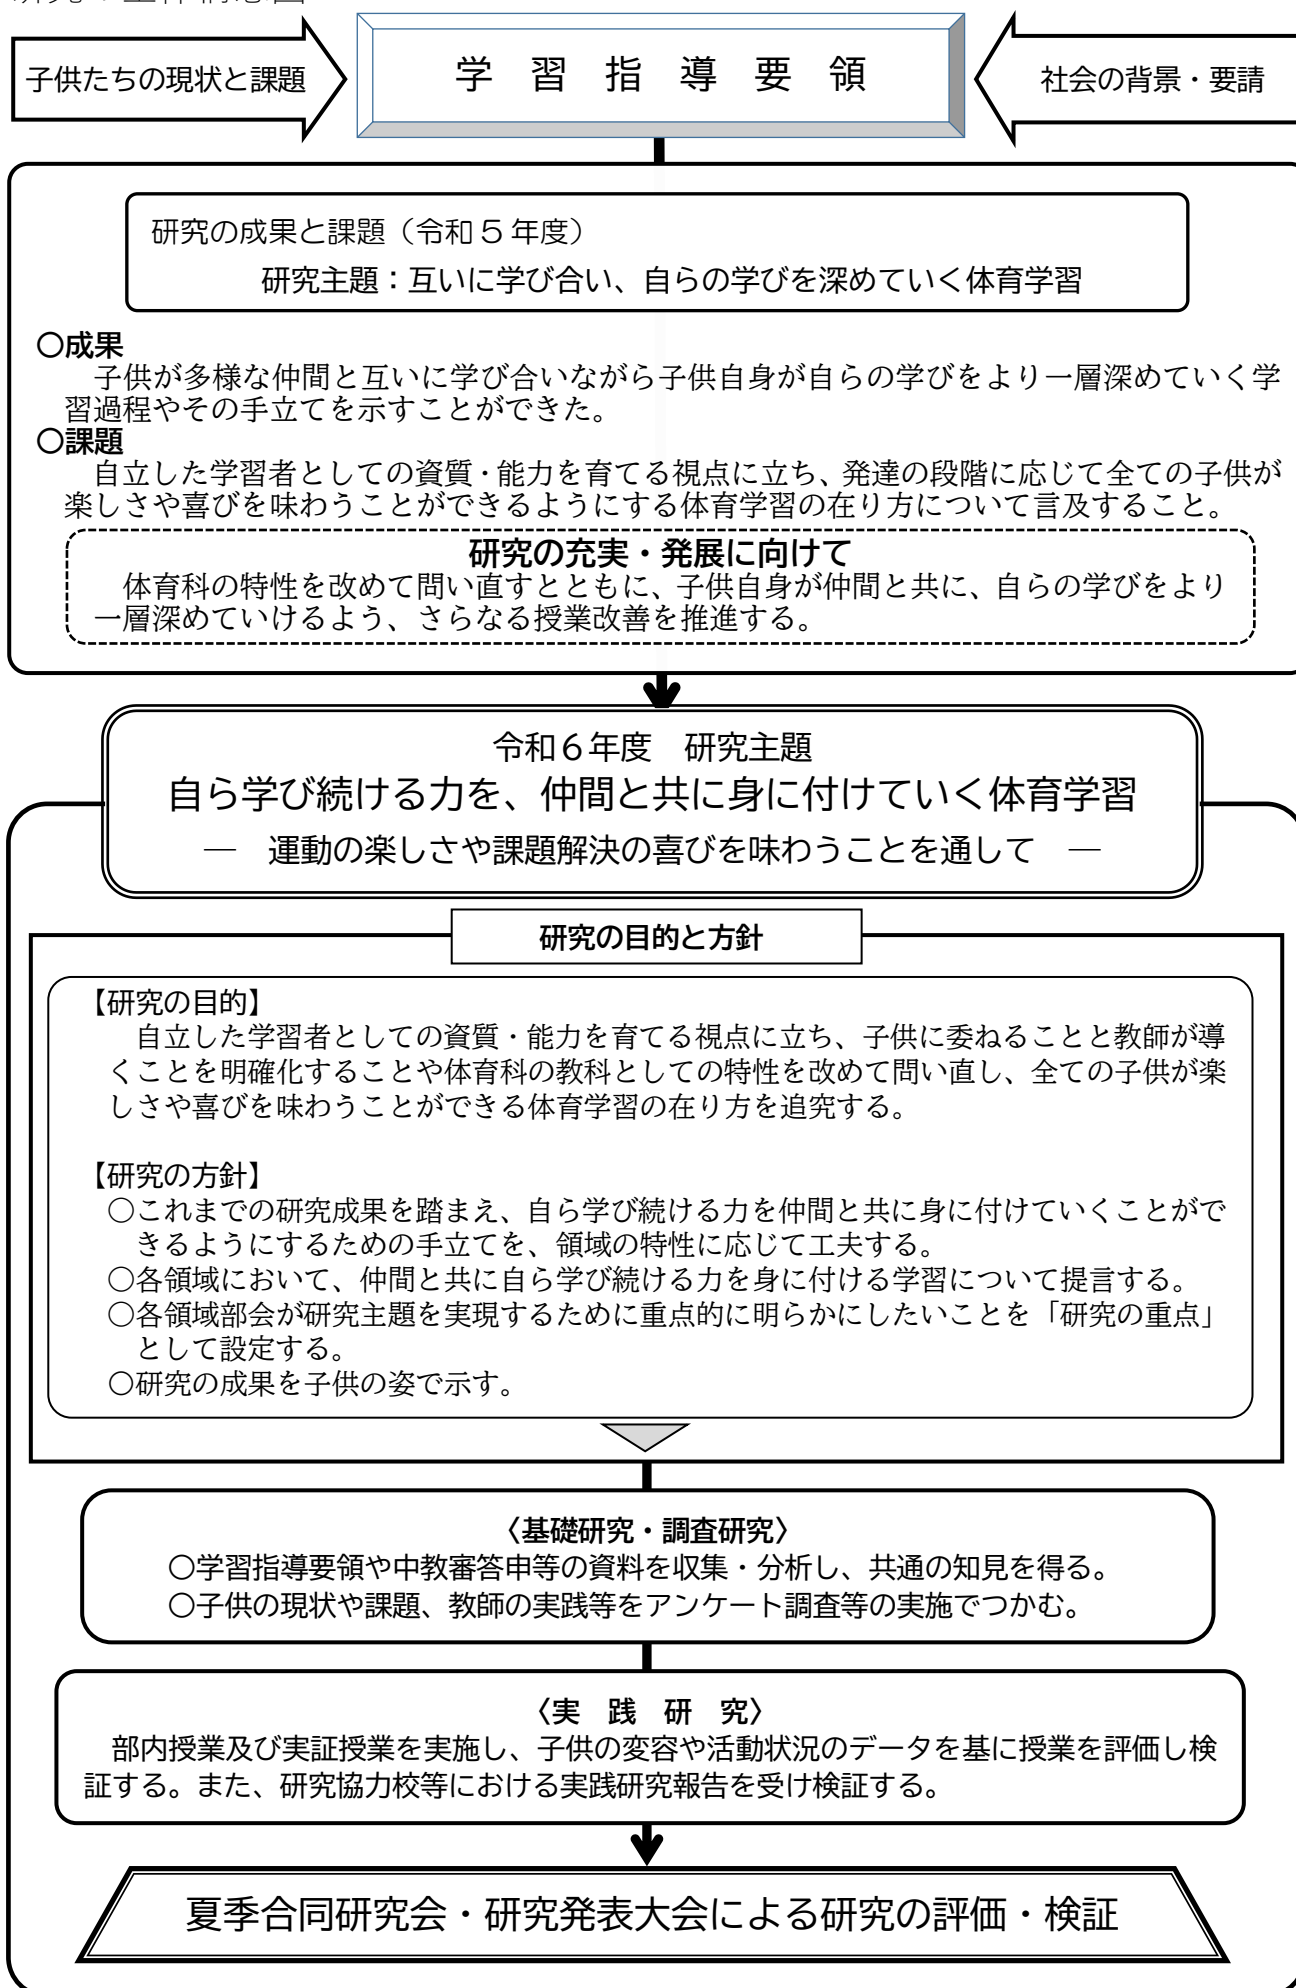 子供たちの現状と課題
学 習 指 導 要 領
社会の背景・要請
研究の成果と課題（令和５年度）
研究主題：互いに学び合い、自らの学びを深めていく体育学習
○成果
子供が多様な仲間と互いに学び合いながら子供自身が自らの学びをより一層深めていく学
習過程やその手立てを示すことができた。
○課題
自立した学習者としての資質・能力を育てる視点に立ち、発達の段階に応じて全ての子供が
楽しさや喜びを味わうことができるようにする体育学習の在り方について言及すること。
研究の充実・発展に向けて
体育科の特性を改めて問い直すとともに、子供自身が仲間と共に、自らの学びをより
一層深めていけるよう、さらなる授業改善を推進する。
令和６年度　研究主題
自ら学び続ける力を、仲間と共に身に付けていく体育学習
―　運動の楽しさや課題解決の喜びを味わうことを通して　―
研究の目的と方針
【研究の目的】
自立した学習者としての資質・能力を育てる視点に立ち、子供に委ねることと教師が導
くことを明確化することや体育科の教科としての特性を改めて問い直し、全ての子供が楽
しさや喜びを味わうことができる体育学習の在り方を追究する。
【研究の方針】
○これまでの研究成果を踏まえ、自ら学び続ける力を仲間と共に身に付けていくことがで
きるようにするための手立てを、領域の特性に応じて工夫する。
○各領域において、仲間と共に自ら学び続ける力を身に付ける学習について提言する。
○各領域部会が研究主題を実現するために重点的に明らかにしたいことを「研究の重点」
として設定する。
○研究の成果を子供の姿で示す。
〈基礎研究・調査研究〉
○学習指導要領や中教審答申等の資料を収集・分析し、共通の知見を得る。
○子供の現状や課題、教師の実践等をアンケート調査等の実施でつかむ。
〈実　践　研　究〉
部内授業及び実証授業を実施し、子供の変容や活動状況のデータを基に授業を評価し検
証する。また、研究協力校等における実践研究報告を受け検証する。
夏季合同研究会・研究発表大会による研究の評価・検証